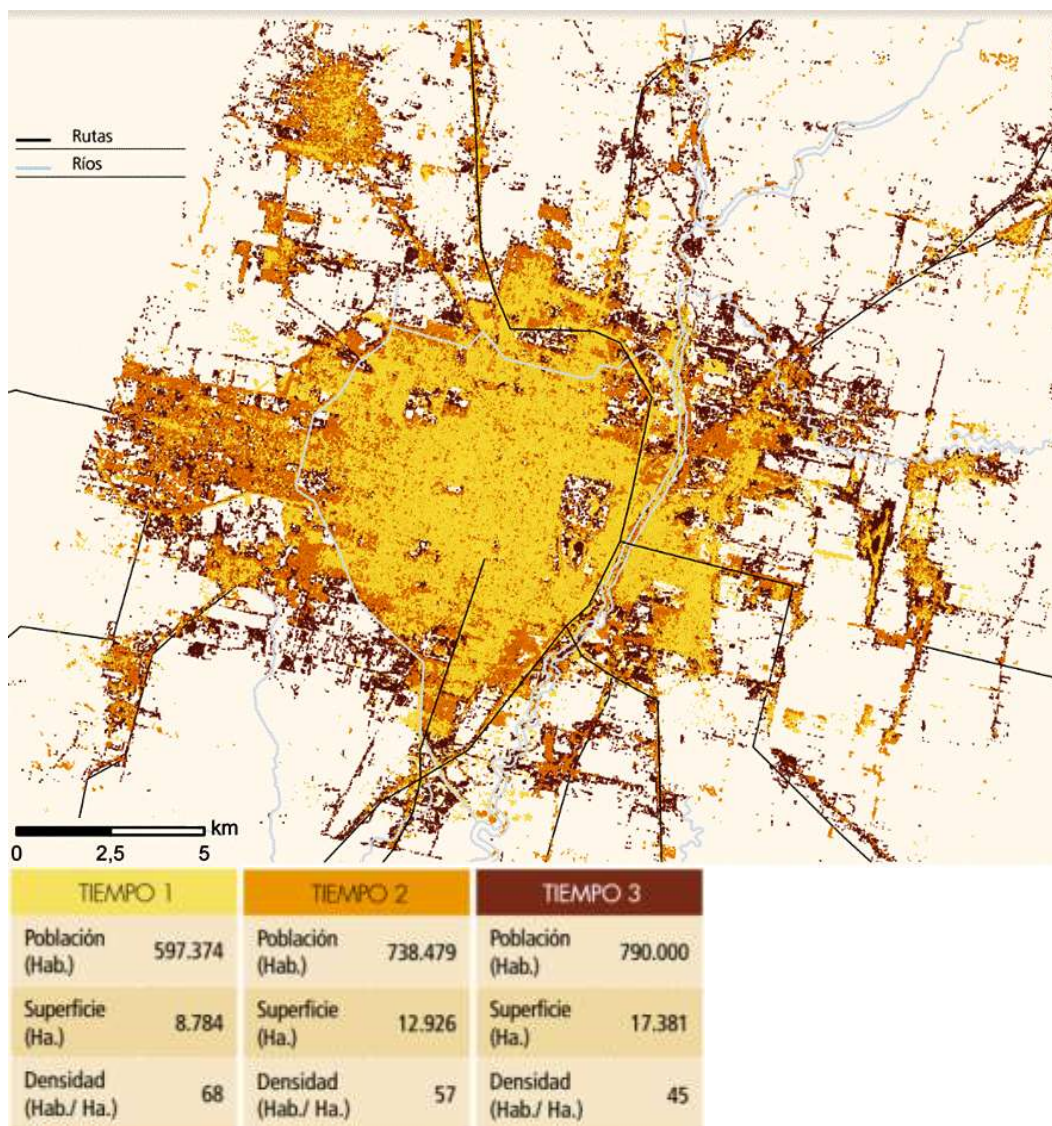 Rutas
Ríos
km
0 2,5 5
TIEMPO 1
Población
(Hab.) 597.374
Superficie
(Ha.) 8.784
Densidad
(Hab./ Ha.) 68
TIEMPO 2
Población
(Hab.) 738.479
Superficie
(Ha.) 12.926
Densidad
(Hab./ Ha.) 57
TIEMPO 3
Población
(Hab.) 790.000
Superficie
(Ha.) 17.381
Densidad
(Hab./ Ha.) 45